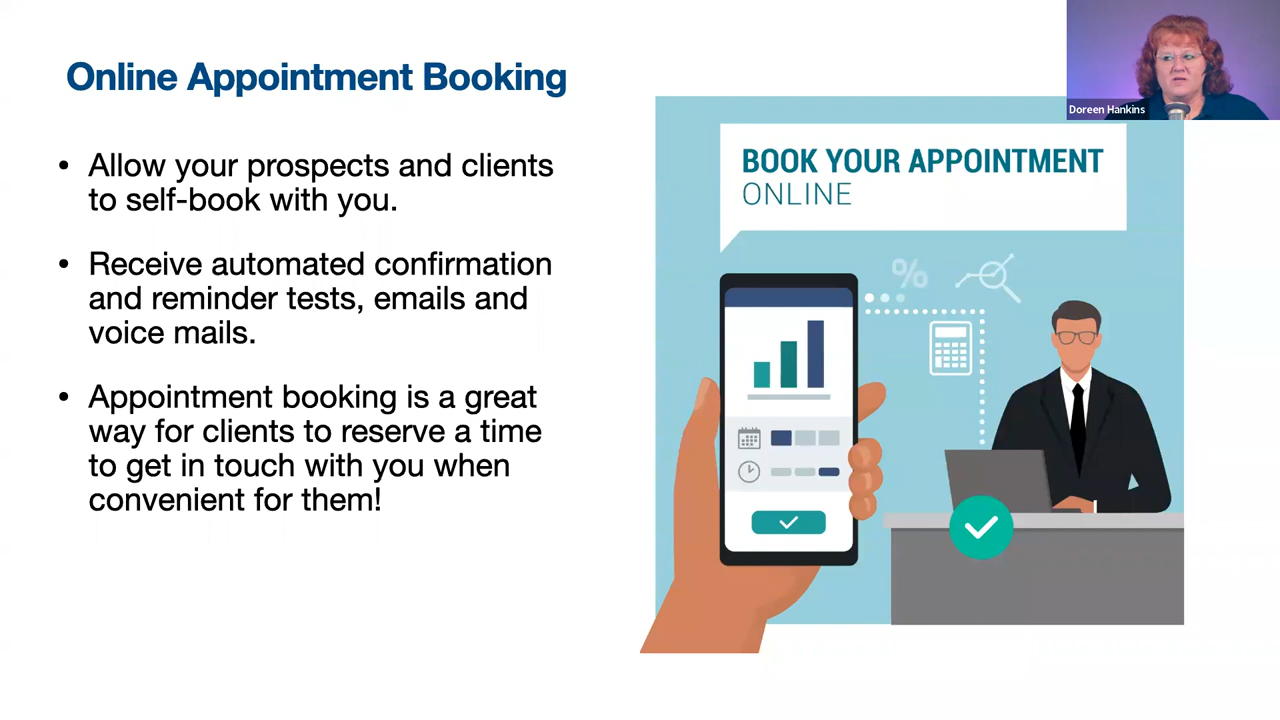 Online Appointment Booking
• Allow your prospects and clients
to self-book with you.
• Receive automated confirmation
and reminder tests, emails and
voice mails.
• Appointment booking is a great
way for clients to reserve a time
to get in touch with you when
convenient for them!
Doreen Hankins
BOOK YOUR APPOINTMENT
ONLINE
%